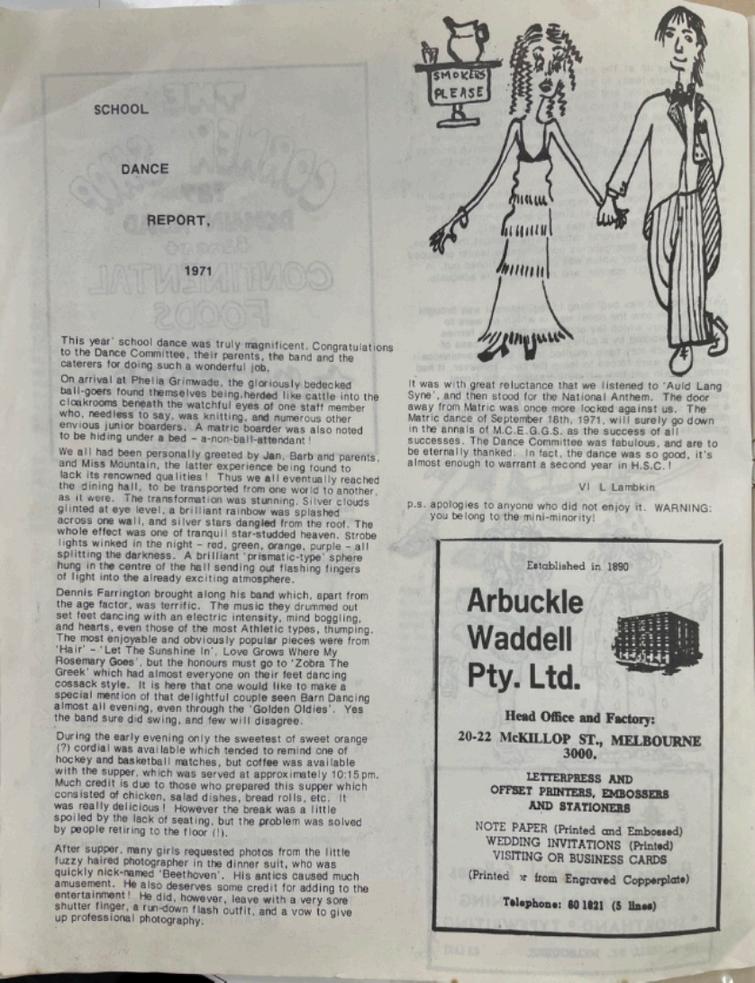 SCHOOL
DANCE
REPORT,
1971
This year' school dance was truly magnificent. Congratulations
to the Dance Committee, their parents, the band and the
caterers for doing such a wonderful job.
On arrival at Phelia Grimwade, the gloriously bedecked
ball-goers found themselves being herded like cattle into the
cloakrooms beneath the watchful eyes of one staff member
who, needless to say, was knitting, and numerous other
envious junior boarders. A matric boarder was also noted
to be hiding under a bed - a-non-ball-attendant!
We all had been personally greeted by Jan, Barb and parents,
and Miss Mountain, the latter experience being found to
lack its renowned qualities! Thus we all eventually reached
the dining hall, to be transported from one world to another,
as it were. The transformation was stunning. Silver clouds
glinted at eye level, a brilliant rainbow was splashed
across one wall, and silver stars dangled from the roof. The
whole effect was one of tranquil star-studded heaven. Strobe
lights winked in the night - red, green, orange, purple - all
splitting the darkness. A brilliant 'prismatic-type' sphere
hung in the centre of the hall sending out flashing fingers
of light into the already exciting atmosphere.
Dennis Farrington brought along his band which, apart from
the age factor, was terrific. The music they drummed out
set feet dancing with an electric intensity, mind boggling,
and hearts, even those of the most Athletic types, thumping.
The most enjoyable and obviously popular pieces were from
'Hair' - 'Let The Sunshine In', Love Grows Where My
Rosemary Goes', but the honours must go to 'Zobra The
Greek' which had almost everyone on their feet dancing
cossack style. It is here that one would like to make a
special mention of that delightful couple seen Barn Dancing
almost all evening, even through the 'Golden Oldies'. Yes
the band sure did swing, and few will disagree.
During the early evening only the sweetest of sweet orange
(?) cordial was available which tended to remind one of
hockey and basketball matches, but coffee was available
with the supper, which was served at approximately 10:15pm.
Much credit is due to those who prepared this supper which
consisted of chicken, salad dishes, bread rolls, etc. It
was really delicious! However the break was a little
spoiled by the lack of seating, but the problem was solved
by people retiring to the floor (!).
After supper, many girls requested photos from the little
fuzzy haired photographer in the dinner suit, who was
quickly nick-named 'Beethoven'. His antics caused much
amusement. He also deserves some credit for adding to the
entertainment! He did, however, leave with a very sore
shutter finger, a run-down flash outfit, and a vow to give
up professional photography.
SMOKERS
PLEASE
It was with great reluctance that we listened to 'Auld Lang
Syne', and then stood for the National Anthem. The door
away from Matric was once more locked against us. The
Matric dance of September 18th, 1971, will surely go down
in the annals of M.C.E.G.G.S. as the success of all
successes. The Dance Committee was fabulous, and are to
be eternally thanked. In fact, the dance was so good, it's
almost enough to warrant a second year in H.S.C.!
VI L Lambkin
p.s. apologies to anyone who did not enjoy it. WARNING:
you belong to the mini-minority!
Established in 1890
Arbuckle
Waddell
Pty. Ltd.
Head Office and Factory:
20-22 McKILLOP ST., MELBOURNE
3000.
LETTERPRESS AND
OFFSET PRINTERS, EMBOSSERS
AND STATIONERS
NOTE PAPER (Printed and Embossed)
WEDDING INVITATIONS (Printed)
VISITING OR BUSINESS CARDS
(Printed from Engraved Copperplate)
Telephone: 60 1821 (5 lines)